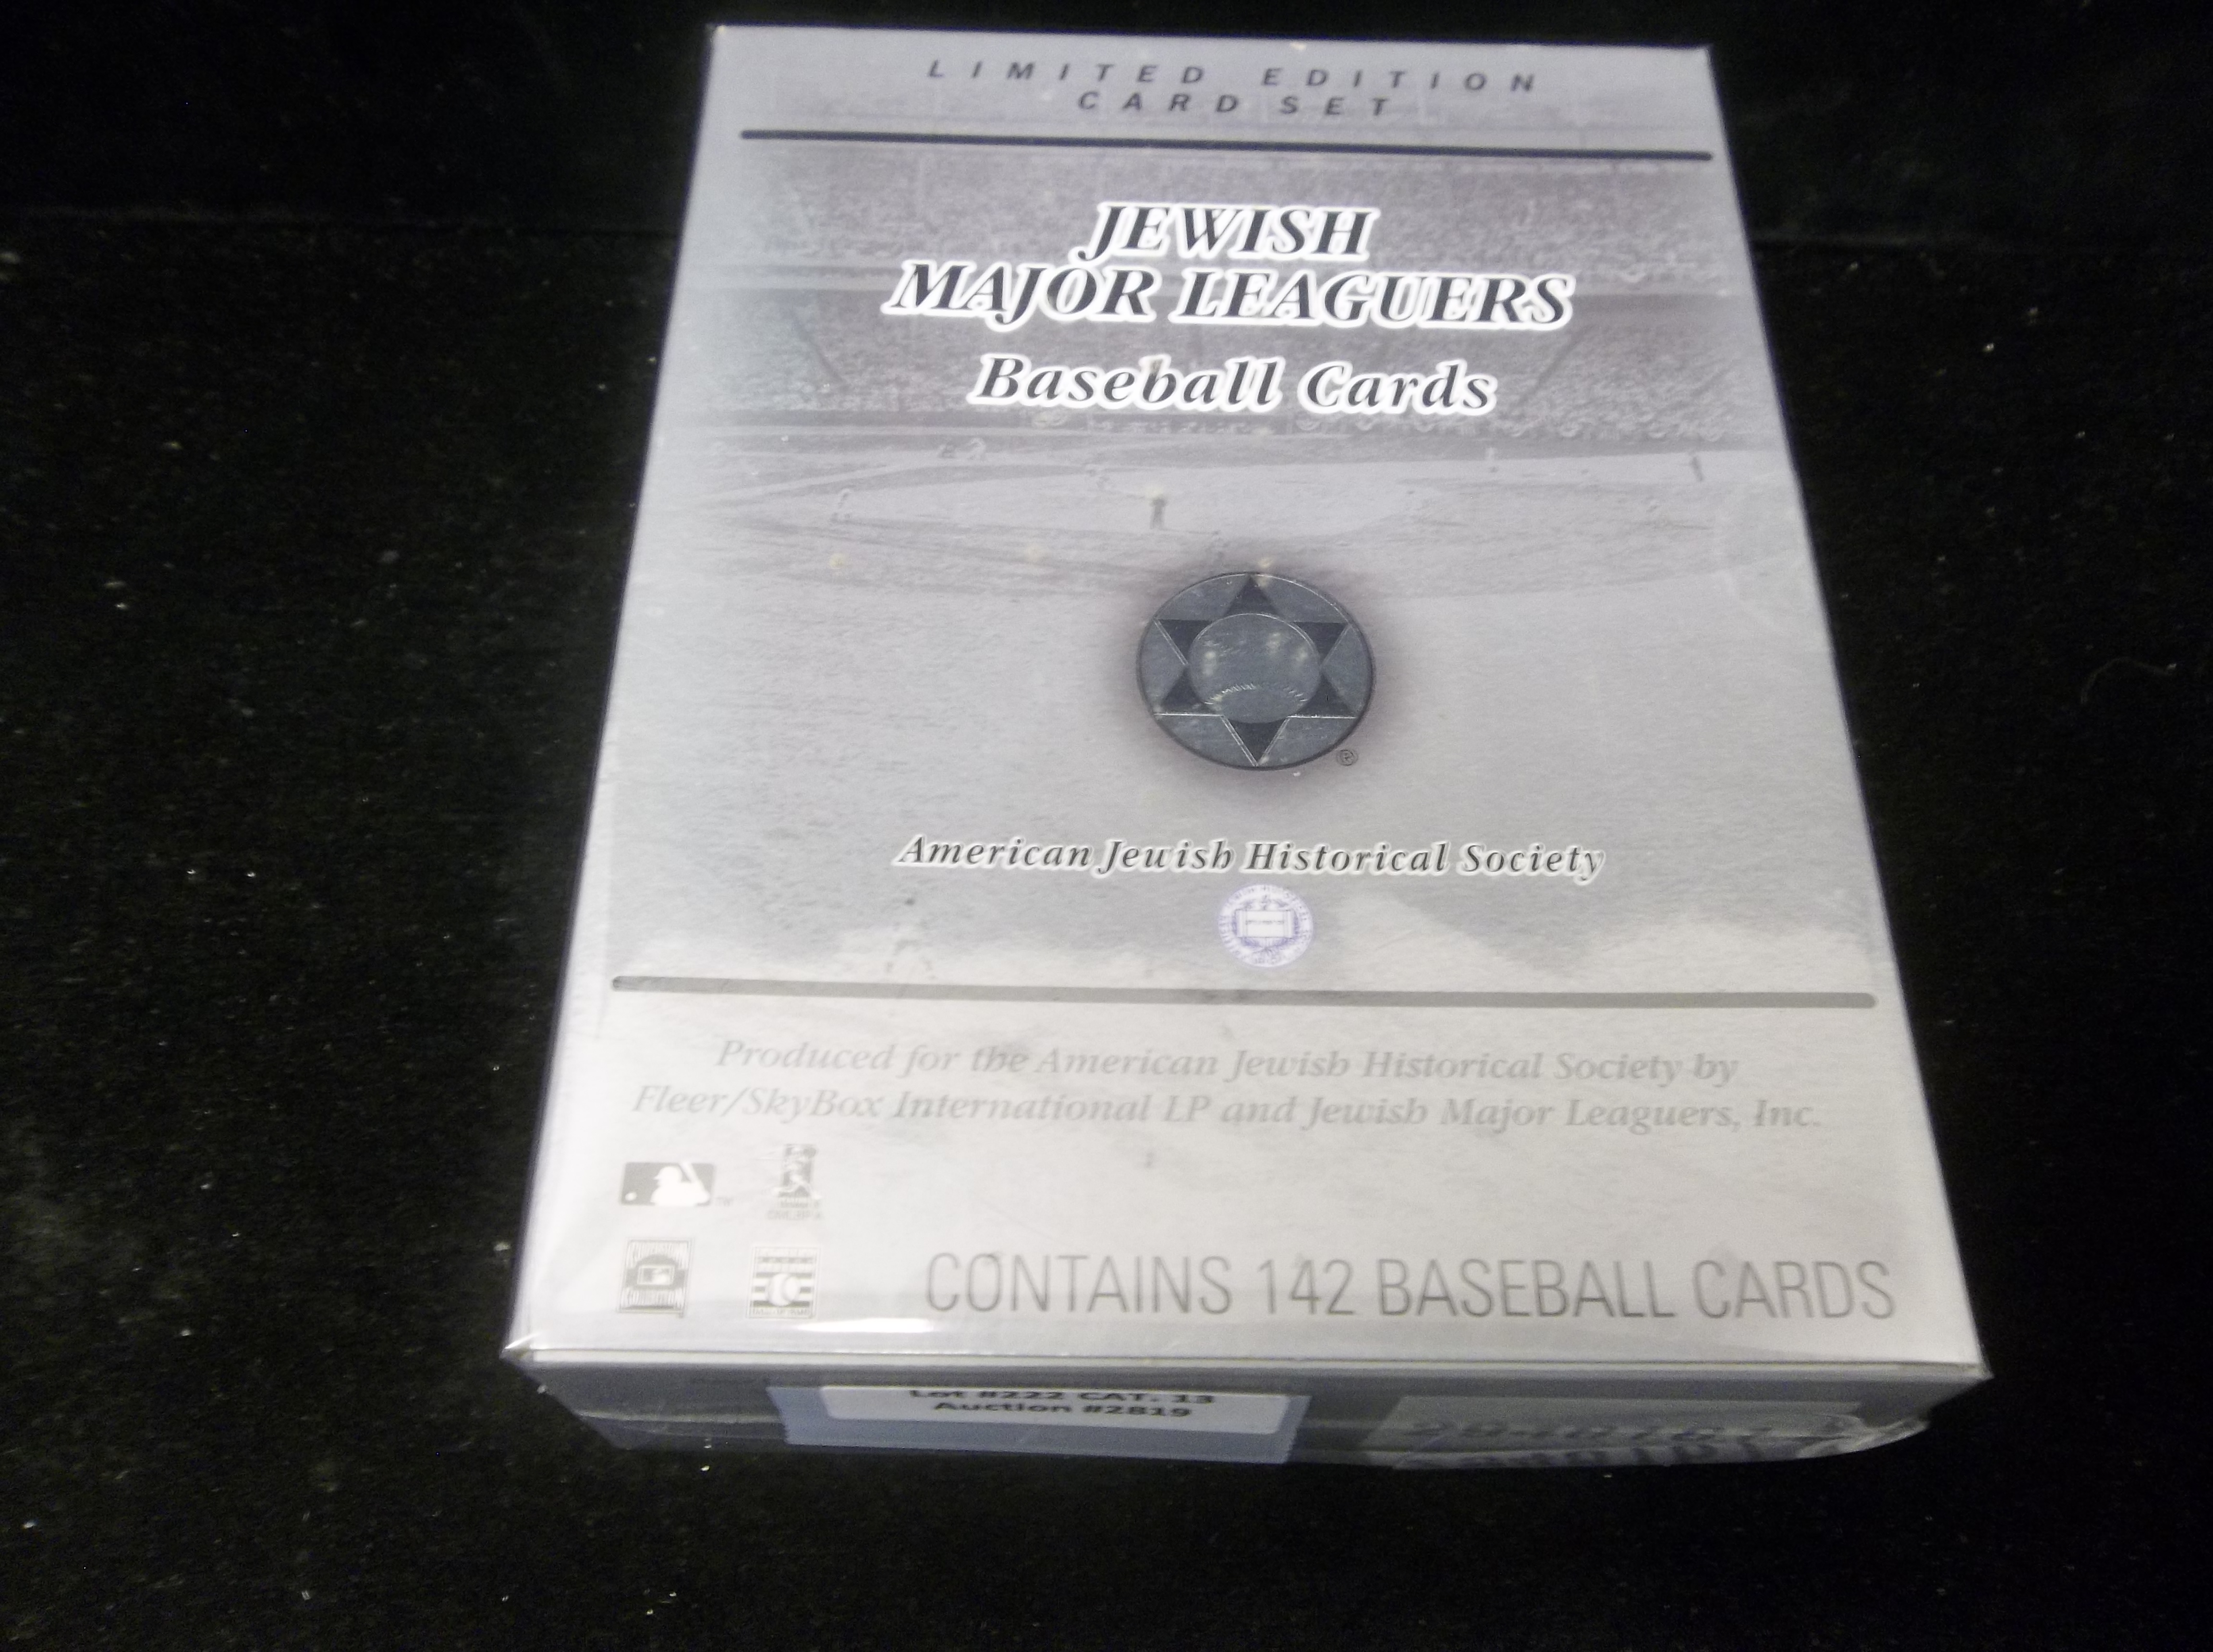 LIMITED EDITION
CARD SET
JEWISH
MAJOR LEAGUERS
Baseball Cards
®
American Jewish Historical Society
Produced for the American Jewish Historical Society by
Fleer/SkyBox International LP and Jewish Major Leaguers, Inc.
TM
CONTAINS 142 BASEBALL CARDS
Lot #222 CAT. 13
Auction #2819